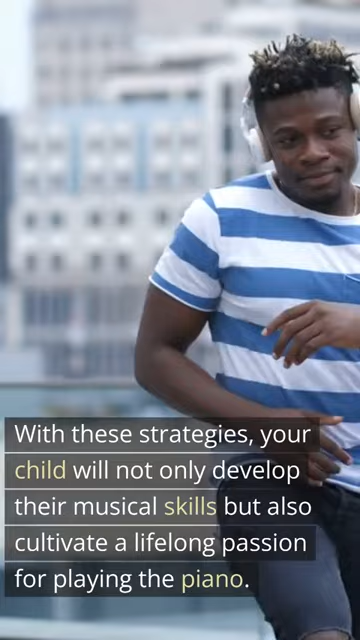 With these strategies, your
child will not only develop
their musical skills but also
cultivate a lifelong passion
for playing the piano.